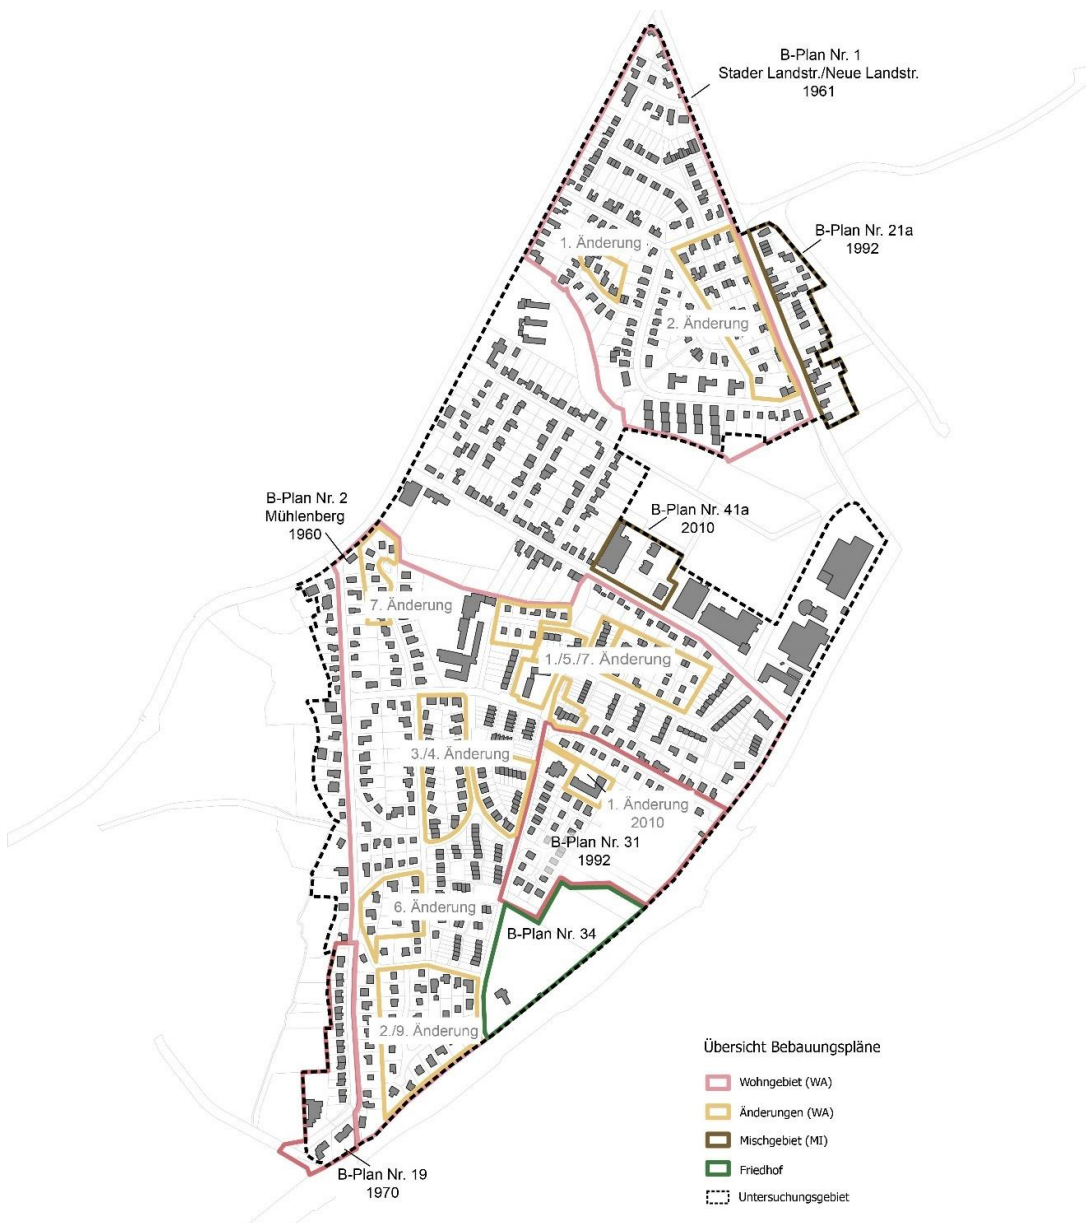 B-Plan Nr. 1
Stader Landstr./Neue Landstr.
1961
B-Plan Nr. 21a
1992
1. Änderung
2. Änderung
B-Plan Nr. 2
Mühlenberg
1960
B-Plan Nr. 41a
2010
7. Änderung
1./5./7. Änderung
3./4. Änderung
1. Änderung
2010
B-Plan Nr. 31
1992
6. Änderung
B-Plan Nr. 34
2./9. Änderung
B-Plan Nr. 19
1970
Übersicht Bebauungspläne
Wohngebiet (WA)
Änderungen (WA)
Mischgebiet (MI)
Friedhof
Untersuchungsgebiet